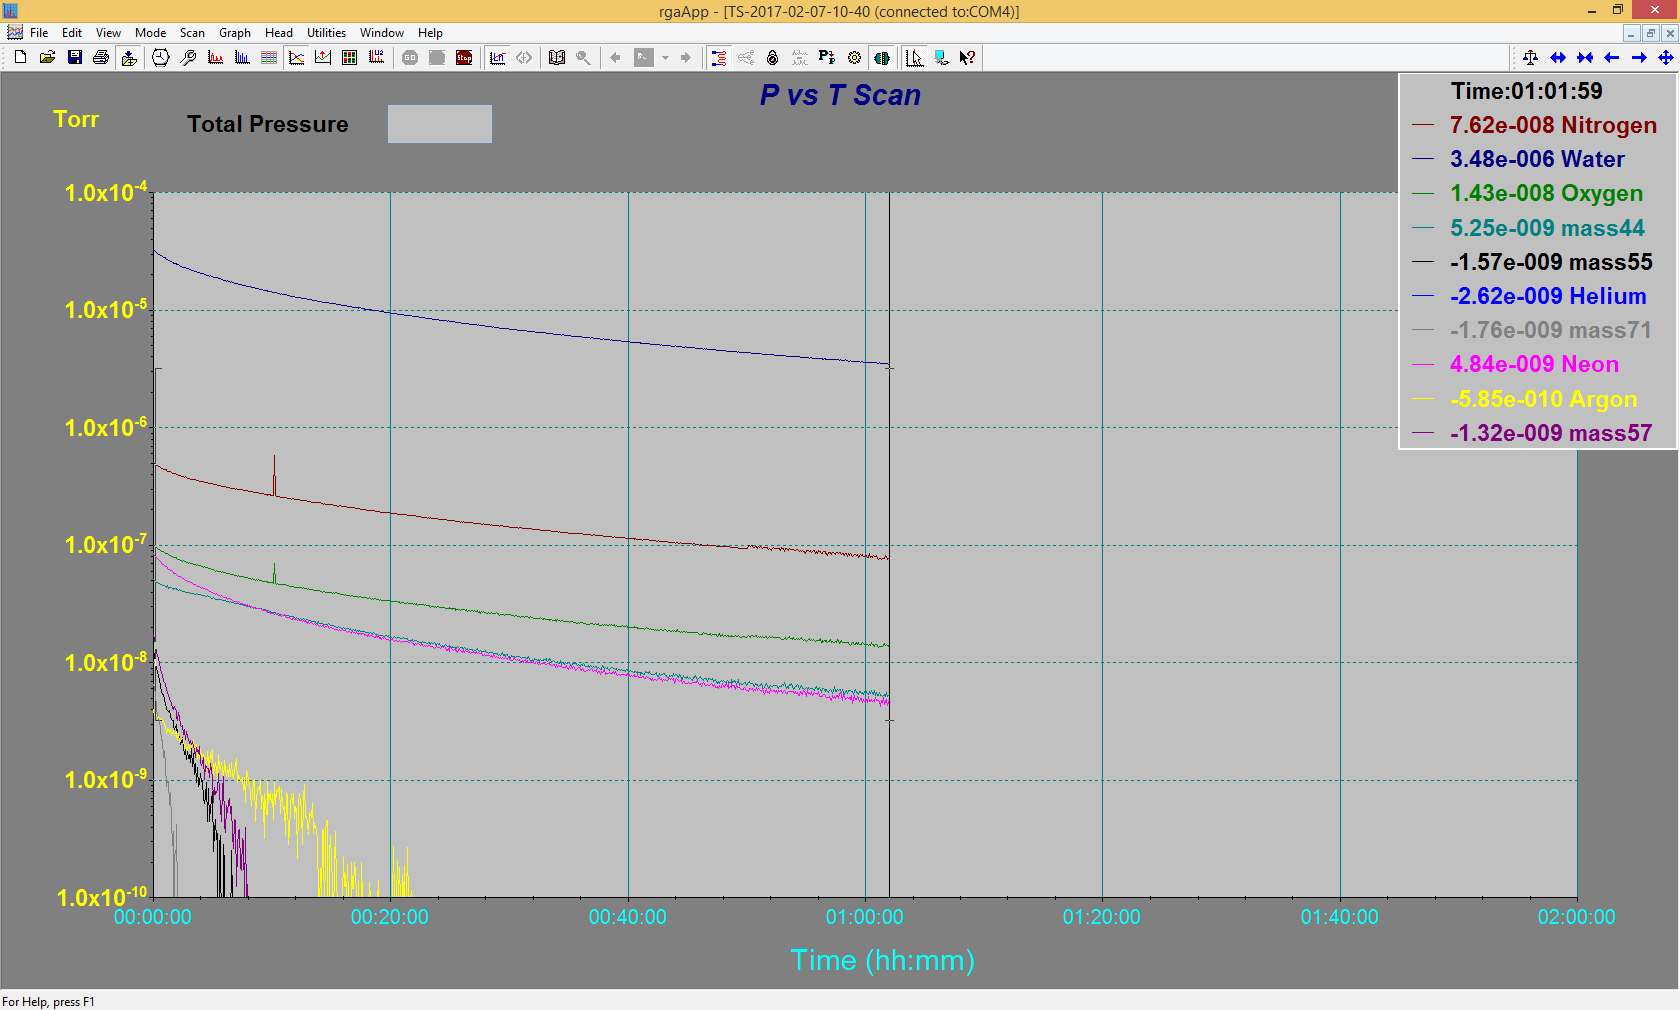 rgaApp - [TS-2017-02-07-10-40 (connected to:COM4)]
File Edit View Mode Scan Graph Head Utilities Window Help
GO Stop
P vs T Scan
Torr
Total Pressure
Time:01:01:59
7.62e-008 Nitrogen
3.48e-006 Water
1.43e-008 Oxygen
5.25e-009 mass44
-1.57e-009 mass55
-2.62e-009 Helium
-1.76e-009 mass71
4.84e-009 Neon
-5.85e-010 Argon
-1.32e-009 mass57
1.0x10-4
1.0x10-5
1.0x10-6
1.0x10-7
1.0x10-8
1.0x10-9
1.0x10-10
00:00:00 00:20:00 00:40:00 01:00:00 01:20:00 01:40:00 02:00:00
Time (hh:mm)
For Help, press F1